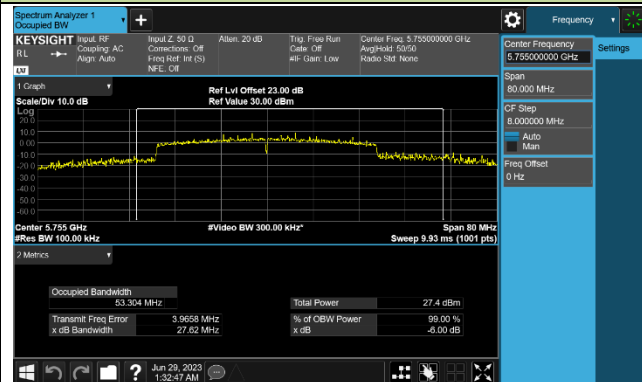 Spectrum Analyzer 1
Occupied BW
Frequency
KEYSIGHT
RL
LXI
Input: RF
Coupling: AC
Align: Auto
Input Z: 50 Ω
Corrections: Off
Freq Ref: Int (S)
NFE: Off
Atten: 20 dB
Trig: Free Run
Gate: Off
#IF Gain: Low
Center Freq: 5.755000000 GHz
Avg|Hold: 50/50
Radio Std: None
Center Frequency
5.755000000 GHz
Settings
Span
80.000 MHz
CF Step
8.000000 MHz
Auto
Man
Freq Offset
0 Hz
1 Graph
Scale/Div 10.0 dB
Ref Lvl Offset 23.00 dB
Ref Value 30.00 dBm
Log
20.0
10.0
0.00
-10.0
-20.0
-30.0
-40.0
-50.0
-60.0
Center 5.755 GHz
#Res BW 100.00 kHz
#Video BW 300.00 kHz*
Span 80 MHz
Sweep 9.93 ms (1001 pts)
2 Metrics
Occupied Bandwidth
53.304 MHz
Total Power 27.4 dBm
Transmit Freq Error 3.9658 MHz
% of OBW Power 99.00 %
x dB Bandwidth 27.62 MHz
x dB -6.00 dB
Jun 29, 2023
1:32:47 AM